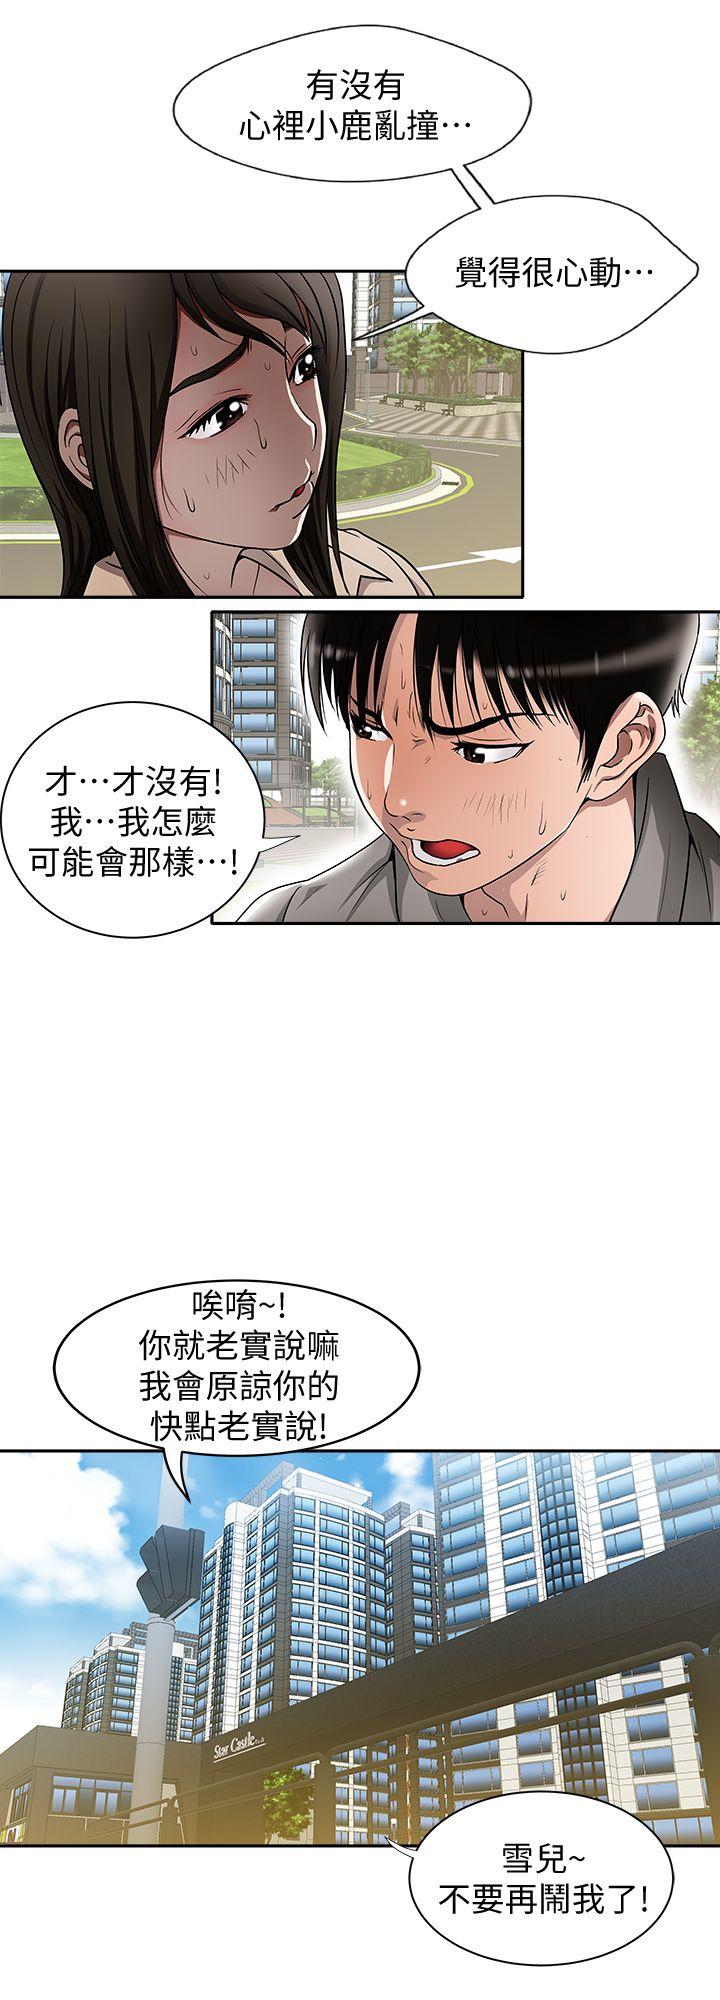 有沒有
心裡小鹿亂撞⋯
覺得很心動⋯
才⋯才沒有!
我⋯我怎麼
可能會那樣⋯!
唉唷~!
你就老實說嘛
我會原諒你的
快點老實說!
Star Castle
雪兒~
不要再鬧我了!